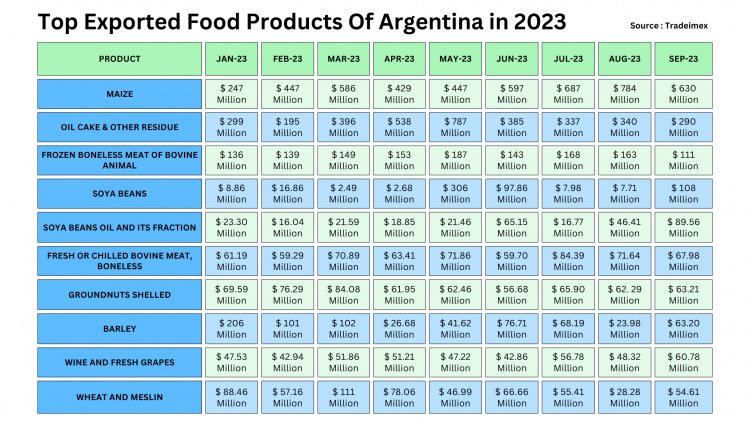 Top Exported Food Products Of Argentina in 2023
Source : Tradeimex
PRODUCT JAN-23 FEB-23 MAR-23 APR-23 MAY-23 JUN-23 JUL-23 AUG-23 SEP-23
MAIZE $ 247 Million $ 447 Million $ 586 Million $ 429 Million $ 447 Million $ 597 Million $ 687 Million $ 784 Million $ 630 Million
OIL CAKE & OTHER RESIDUE $ 299 Million $ 195 Million $ 396 Million $ 538 Million $ 787 Million $ 385 Million $ 337 Million $ 340 Million $ 290 Million
FROZEN BONELESS MEAT OF BOVINE ANIMAL $ 136 Million $ 139 Million $ 149 Million $ 153 Million $ 187 Million $ 143 Million $ 168 Million $ 163 Million $ 111 Million
SOYA BEANS $ 8.86 Million $ 16.86 Million $ 2.49 Million $ 2.68 Million $ 306 Million $ 97.86 Million $ 7.98 Million $ 7.71 Million $ 108 Million
SOYA BEANS OIL AND ITS FRACTION $ 23.30 Million $ 16.04 Million $ 21.59 Million $ 18.85 Million $ 21.46 Million $ 65.15 Million $ 16.77 Million $ 46.41 Million $ 89.56 Million
FRESH OR CHILLED BOVINE MEAT, BONELESS $ 61.19 Million $ 59.29 Million $ 70.89 Million $ 63.41 Million $ 71.86 Million $ 59.70 Million $ 84.39 Million $ 71.64 Million $ 67.98 Million
GROUNDNUTS SHELLED $ 69.59 Million $ 76.29 Million $ 84.08 Million $ 61.95 Million $ 62.46 Million $ 56.68 Million $ 65.90 Million $ 62.29 Million $ 63.21 Million
BARLEY $ 206 Million $ 101 Million $ 102 Million $ 26.68 Million $ 41.62 Million $ 76.71 Million $ 68.19 Million $ 23.98 Million $ 63.20 Million
WINE AND FRESH GRAPES $ 47.53 Million $ 42.94 Million $ 51.86 Million $ 51.21 Million $ 47.22 Million $ 42.86 Million $ 56.78 Million $ 48.32 Million $ 60.78 Million
WHEAT AND MESLIN $ 88.46 Million $ 57.16 Million $ 111 Million $ 78.06 Million $ 46.99 Million $ 66.66 Million $ 55.41 Million $ 28.28 Million $ 54.61 Million